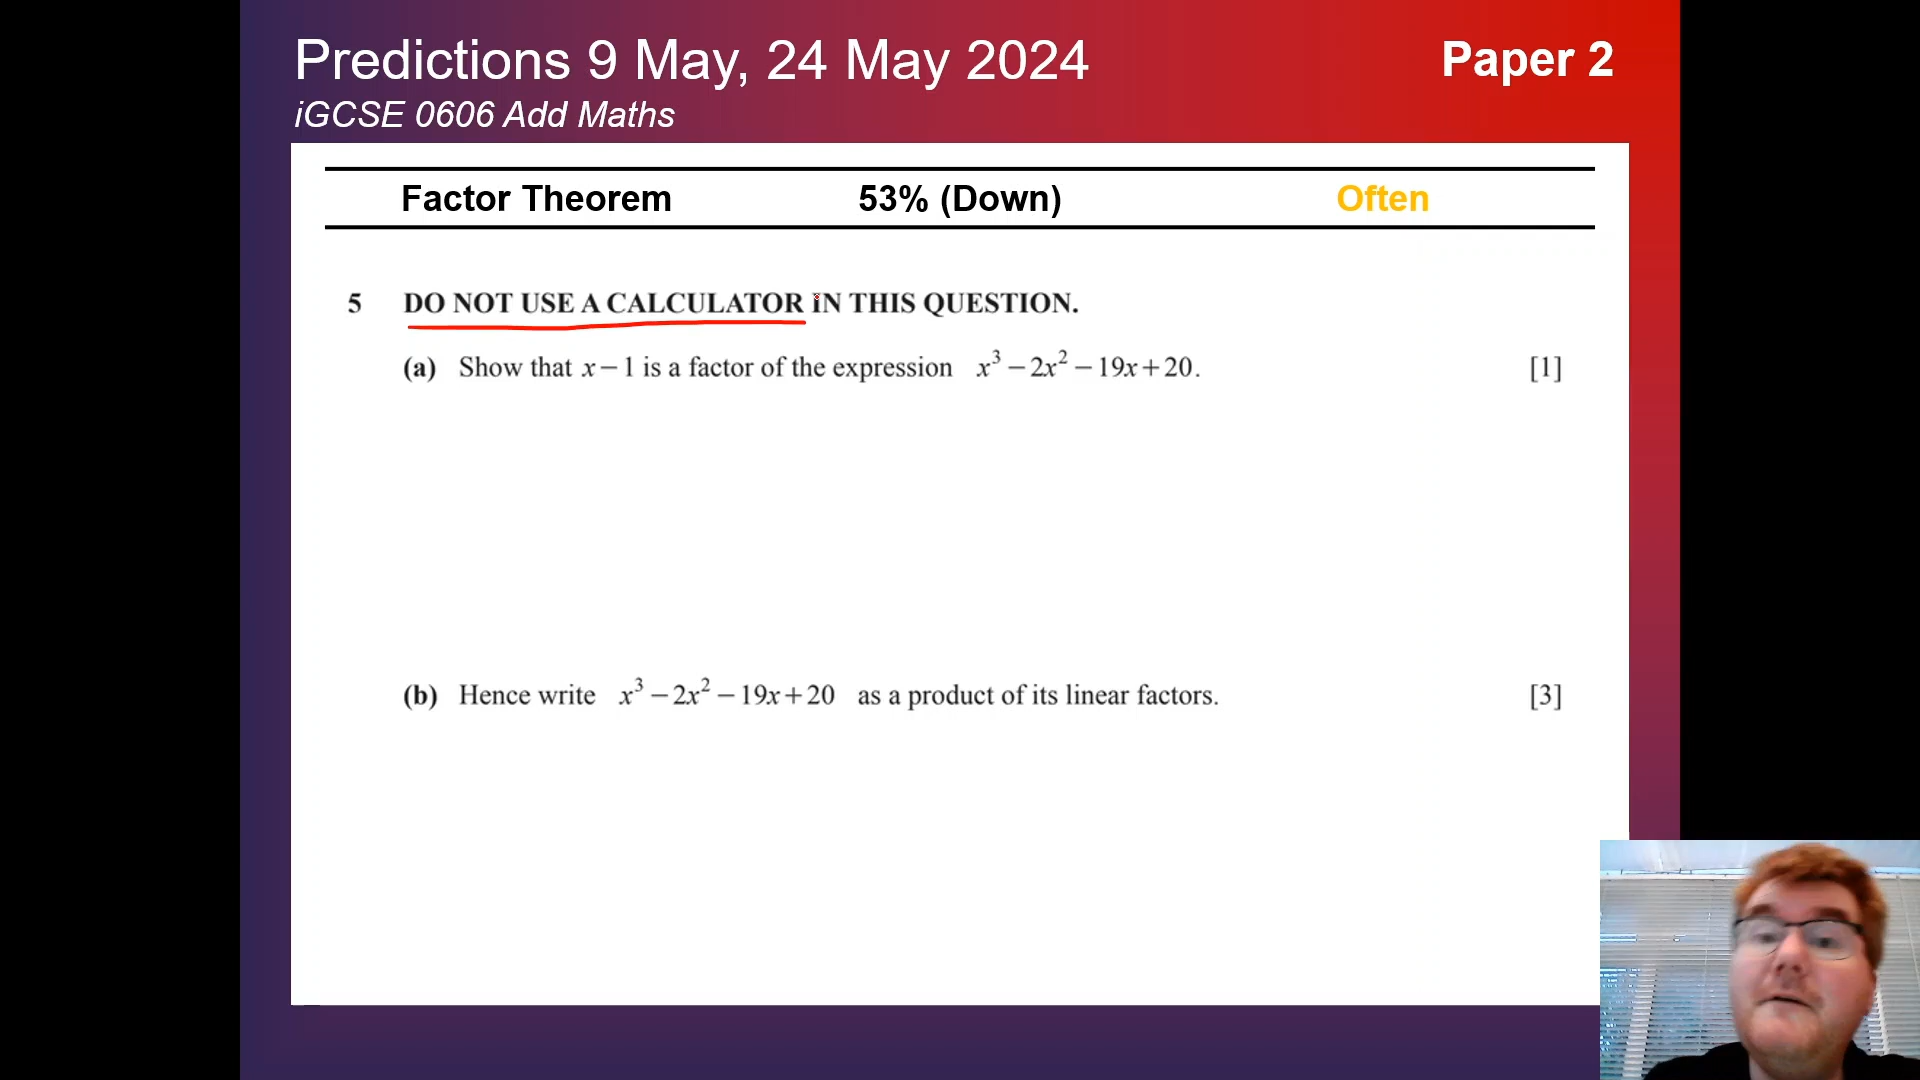 Predictions 9 May, 24 May 2024
Paper 2
iGCSE 0606 Add Maths
Factor Theorem 53% (Down) Often
5 DO NOT USE A CALCULATOR IN THIS QUESTION.
(a) Show that x − 1 is a factor of the expression x³ − 2x² − 19x + 20. [1]
(b) Hence write x³ − 2x² − 19x + 20 as a product of its linear factors. [3]